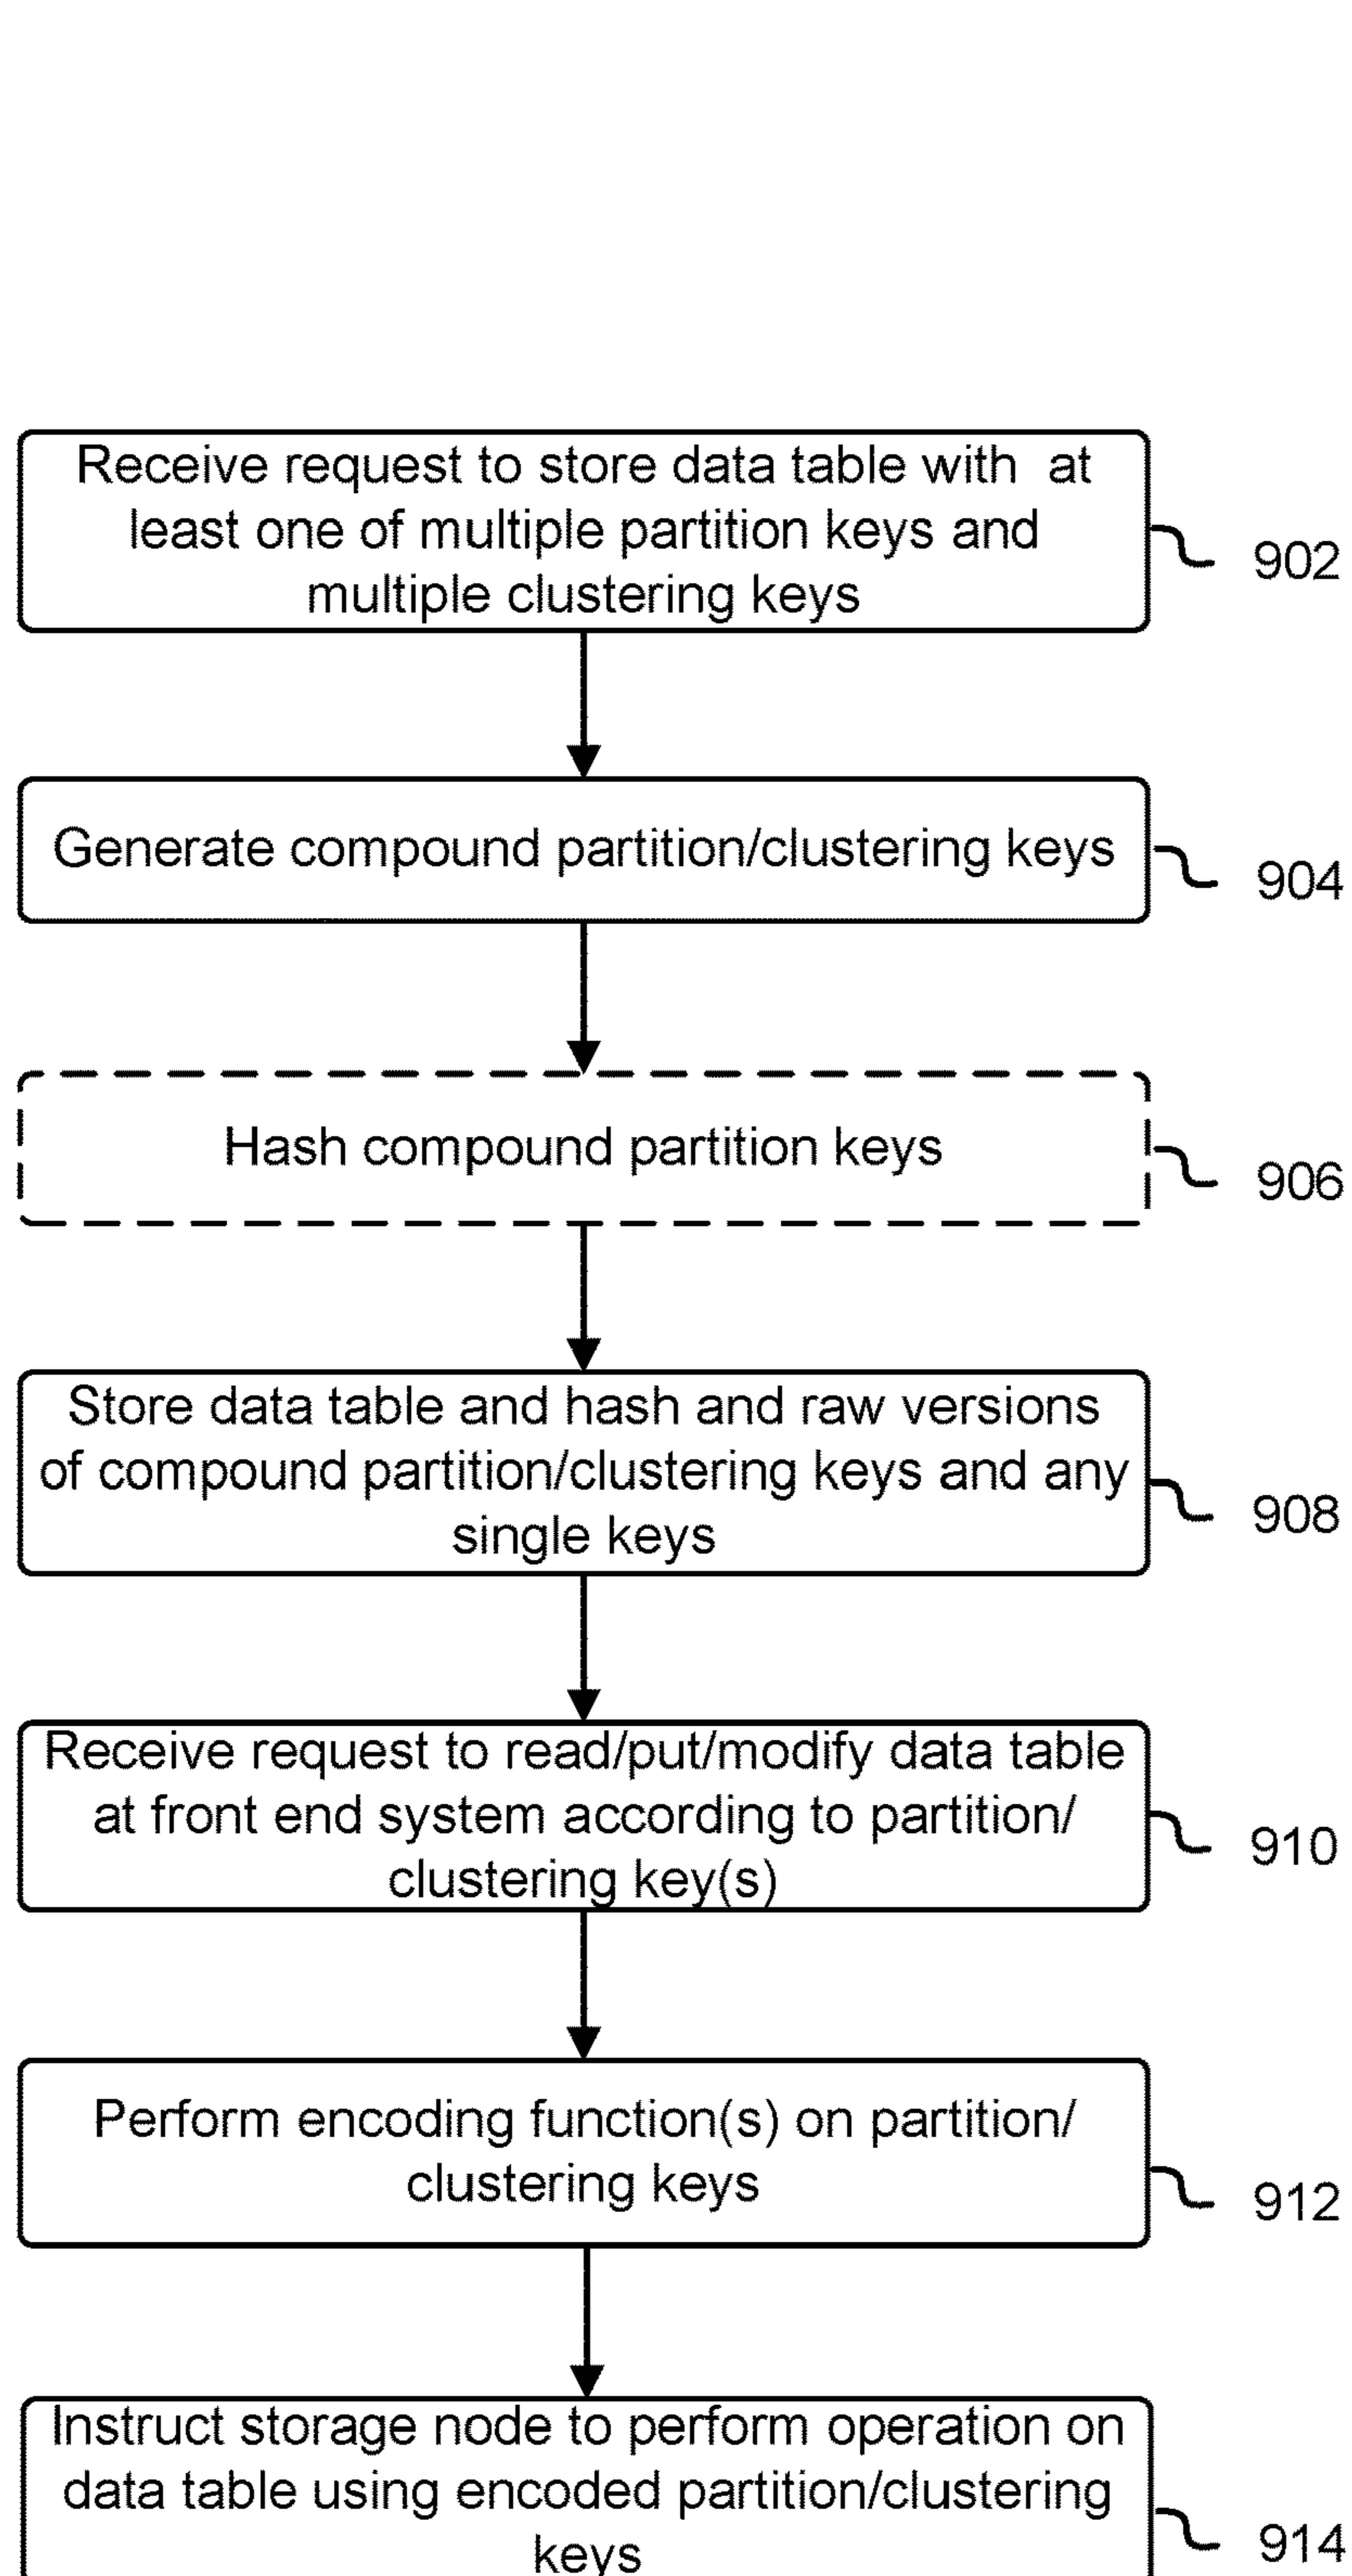 Receive request to store data table with  at
least one of multiple partition keys and
multiple clustering keys
902
Generate compound partition/clustering keys
904
Hash compound partition keys
906
Store data table and hash and raw versions
of compound partition/clustering keys and any
single keys
908
Receive request to read/put/modify data table
at front end system according to partition/
clustering key(s)
910
Perform encoding function(s) on partition/
clustering keys
912
Instruct storage node to perform operation on
data table using encoded partition/clustering
keys
914